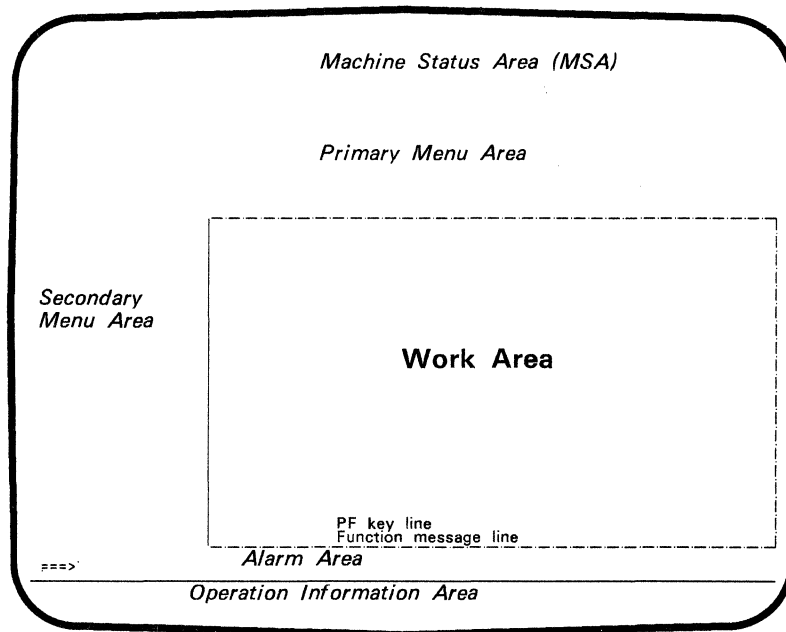 Machine Status Area (MSA)
Primary Menu Area
Secondary
Menu Area
Work Area
PF key line
Function message line
===>
Alarm Area
Operation Information Area